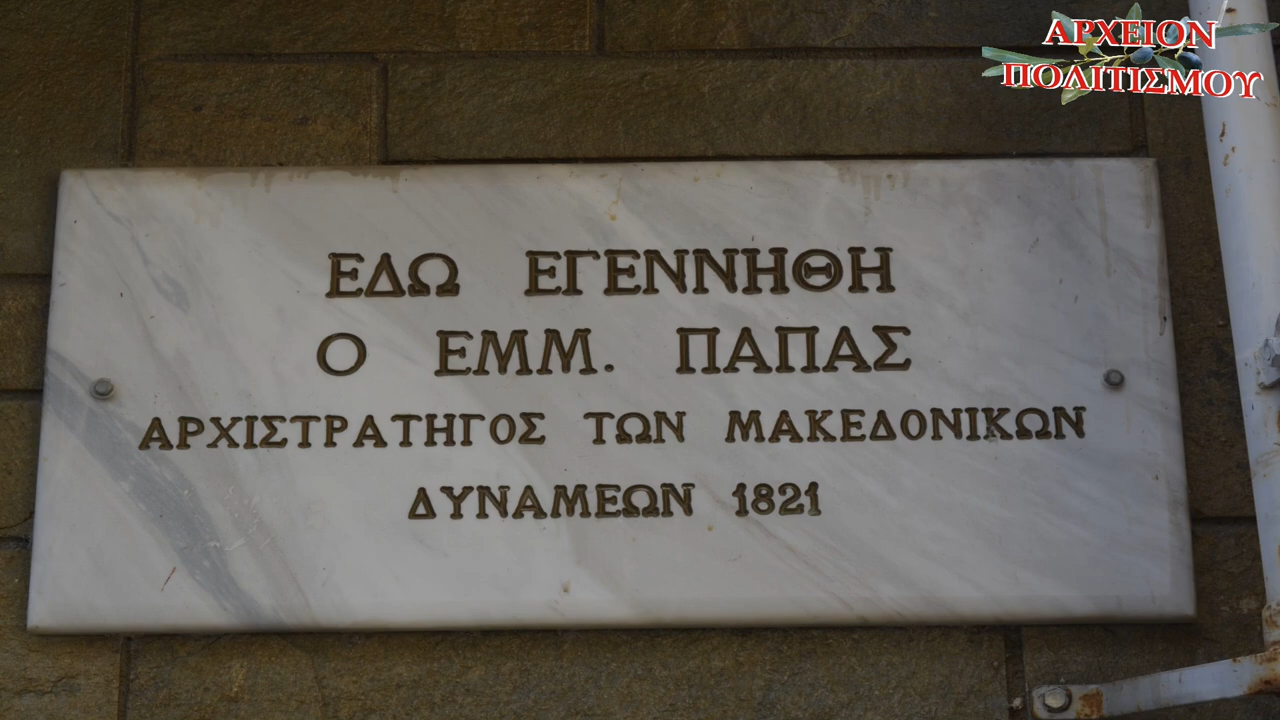 ΑΡΧΕΙΟΝ
ΠΟΛΙΤΙΣΜΟΥ
ΕΔΩ ΕΓΕΝΝΗΘΗ
Ο ΕΜΜ. ΠΑΠΑΣ
ΑΡΧΙΣΤΡΑΤΗΓΟΣ ΤΩΝ ΜΑΚΕΔΟΝΙΚΩΝ
ΔΥΝΑΜΕΩΝ 1821